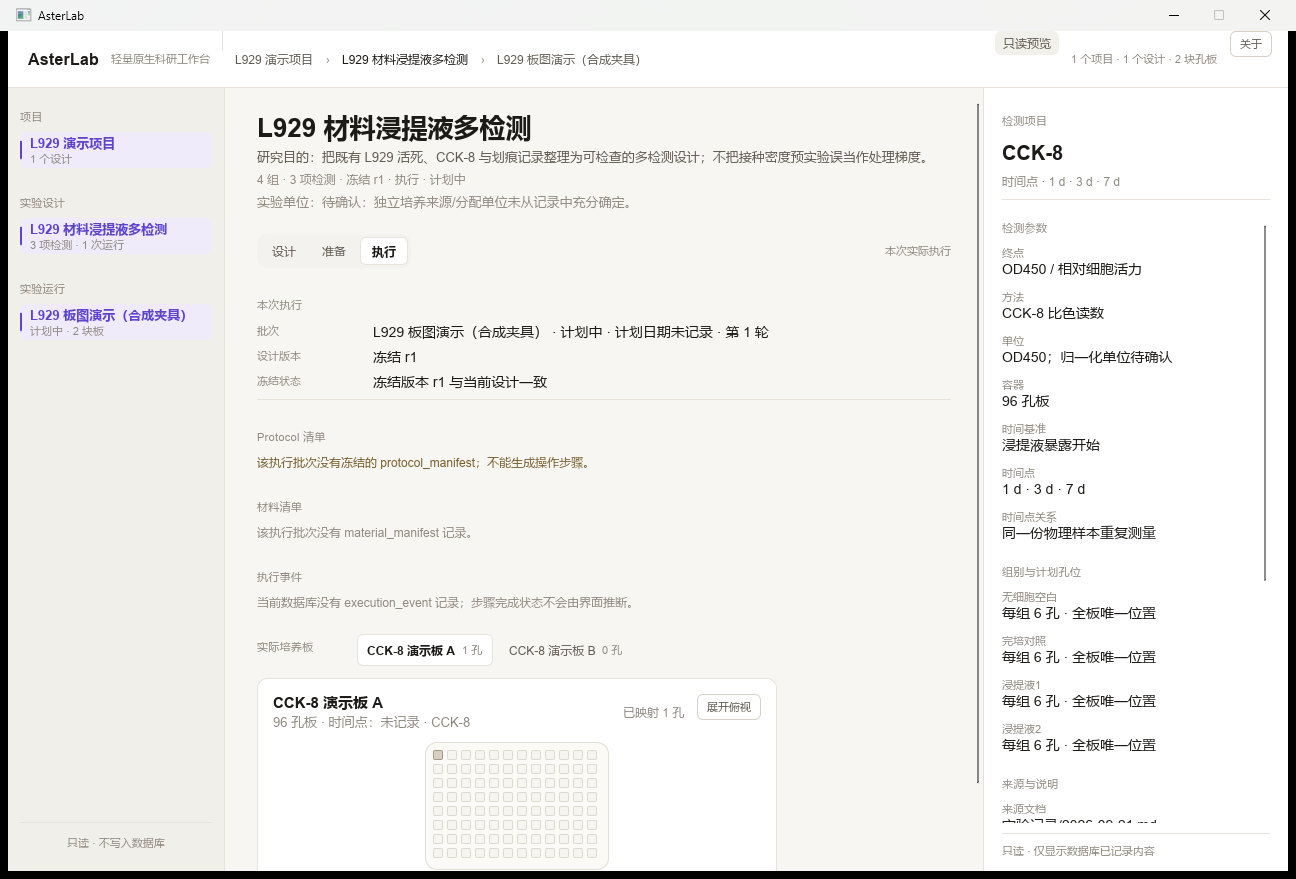 AsterLab
AsterLab 轻量原生科研工作台
L929 演示项目 › L929 材料浸提液多检测 › L929 板图演示（合成夹具）
只读预览
1 个项目 · 1 个设计 · 2 块孔板
关于
项目
L929 演示项目
1 个设计
实验设计
L929 材料浸提液多检测
3 项检测 · 1 次运行
实验运行
L929 板图演示（合成夹具）
计划中 · 2 块板
只读 · 不写入数据库
L929 材料浸提液多检测
研究目的：把既有 L929 活死、CCK-8 与划痕记录整理为可检查的多检测设计；不把接种密度预实验误当作处理梯度。
4 组 · 3 项检测 · 冻结 r1 · 执行 · 计划中
实验单位：待确认：独立培养来源/分配单位未从记录中充分确定。
设计 准备 执行
本次实际执行
本次执行
批次 L929 板图演示（合成夹具） · 计划中 · 计划日期未记录 · 第 1 轮
设计版本 冻结 r1
冻结状态 冻结版本 r1 与当前设计一致
Protocol 清单
该执行批次没有冻结的 protocol_manifest；不能生成操作步骤。
材料清单
该执行批次没有 material_manifest 记录。
执行事件
当前数据库没有 execution_event 记录；步骤完成状态不会由界面推断。
实际培养板 CCK-8 演示板 A 1 孔 CCK-8 演示板 B 0 孔
CCK-8 演示板 A
96 孔板 · 时间点：未记录 · CCK-8
已映射 1 孔
展开俯视
检测项目
CCK-8
时间点 · 1 d · 3 d · 7 d
检测参数
终点
OD450 / 相对细胞活力
方法
CCK-8 比色读数
单位
OD450；归一化单位待确认
容器
96 孔板
时间基准
浸提液暴露开始
时间点
1 d · 3 d · 7 d
时间点关系
同一份物理样本重复测量
组别与计划孔位
无细胞空白
每组 6 孔 · 全板唯一位置
完培对照
每组 6 孔 · 全板唯一位置
浸提液1
每组 6 孔 · 全板唯一位置
浸提液2
每组 6 孔 · 全板唯一位置
来源与说明
来源文档
只读 · 仅显示数据库已记录内容